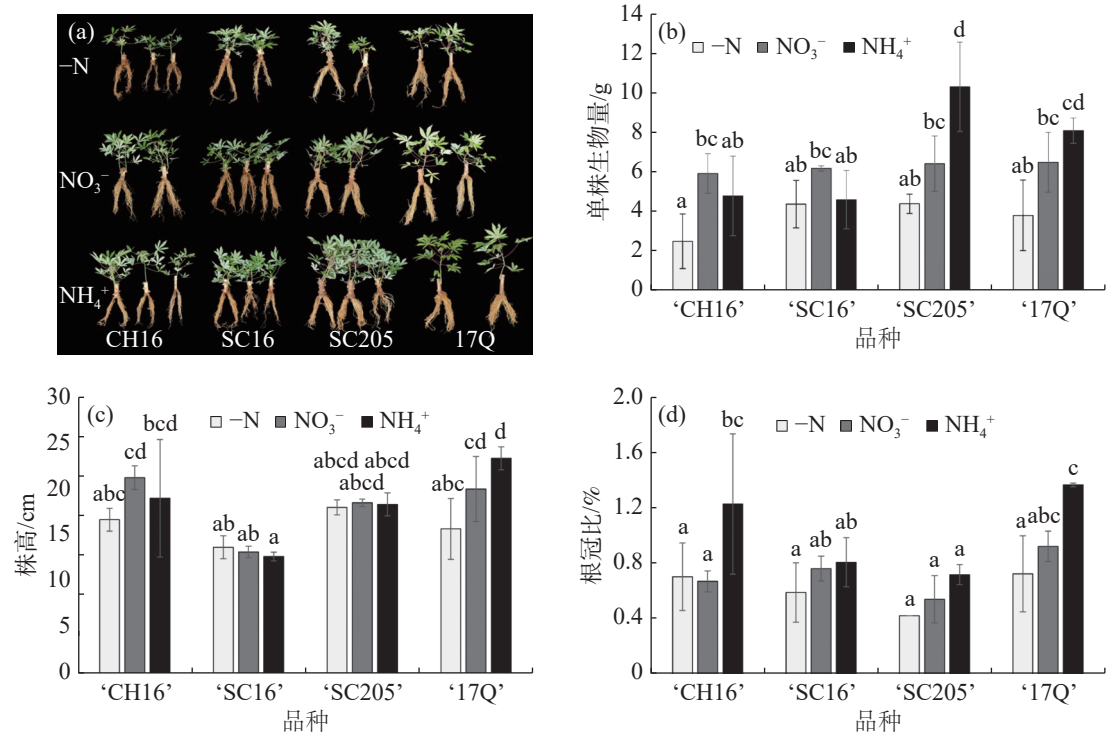 (a)
−N
NO₃⁻
NH₄⁺
CH16 SC16 SC205 17Q
(b)
−N NO₃⁻ NH₄⁺
单株生物量/g
14
12
10
8
6
4
2
0
a bc ab
ab bc ab
ab bc d
ab bc cd
‘CH16’ ‘SC16’ ‘SC205’ ‘17Q’
品种
(c)
−N NO₃⁻ NH₄⁺
株高/cm
30
25
20
15
10
5
0
abc cd bcd
ab ab a
abcd abcd abcd
abc cd d
‘CH16’ ‘SC16’ ‘SC205’ ‘17Q’
品种
(d)
−N NO₃⁻ NH₄⁺
根冠比/%
2.0
1.6
1.2
0.8
0.4
0
a a bc
a ab ab
a a a
a abc c
‘CH16’ ‘SC16’ ‘SC205’ ‘17Q’
品种